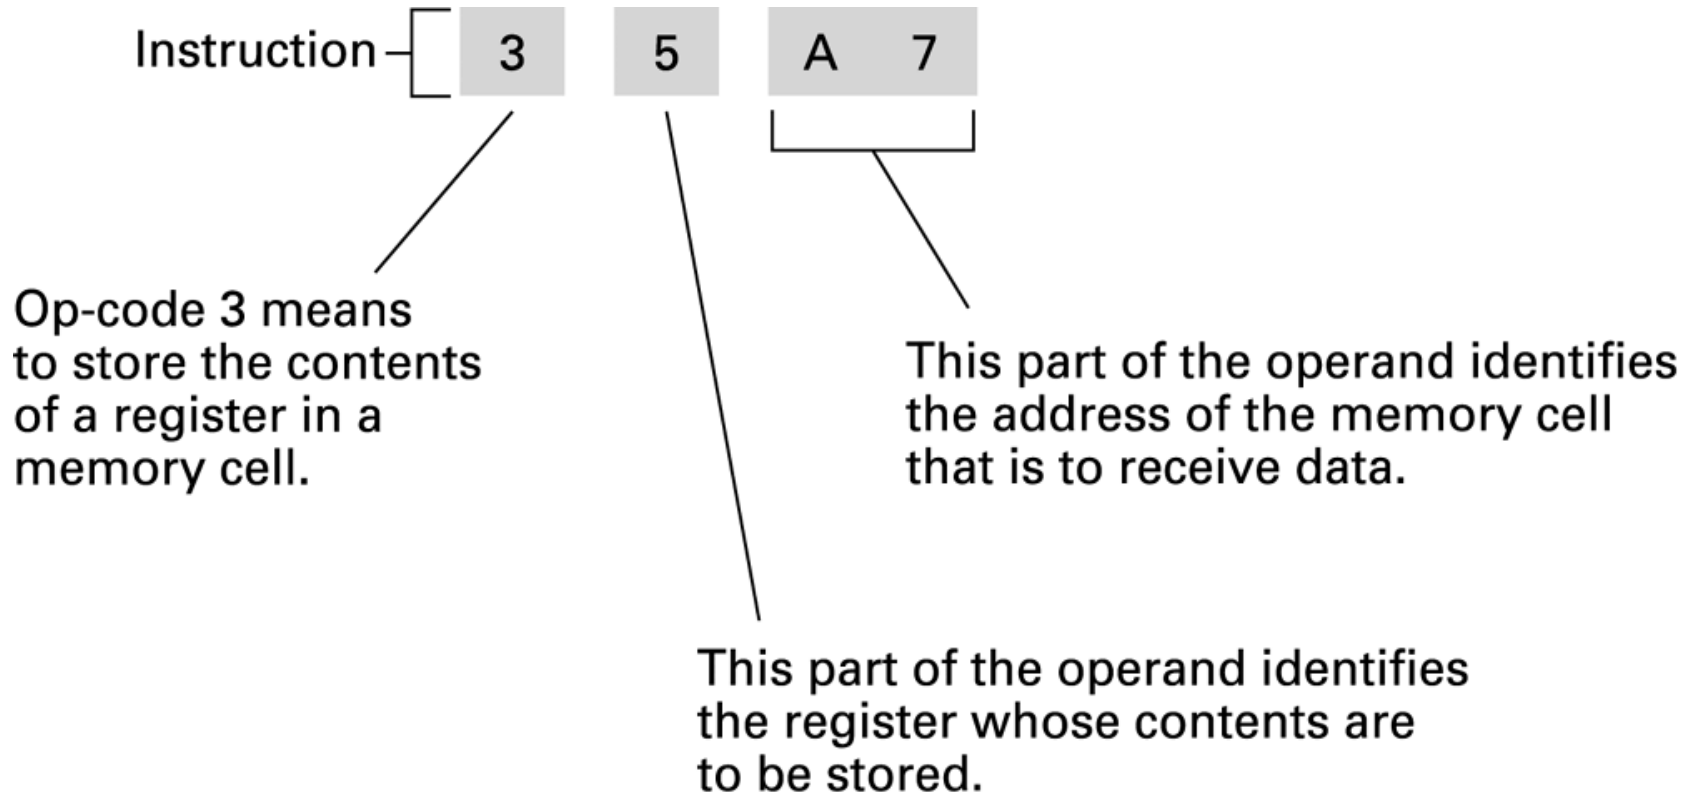 Instruction 3 5 A 7
Op-code 3 means
to store the contents
of a register in a
memory cell.
This part of the operand identifies
the address of the memory cell
that is to receive data.
This part of the operand identifies
the register whose contents are
to be stored.